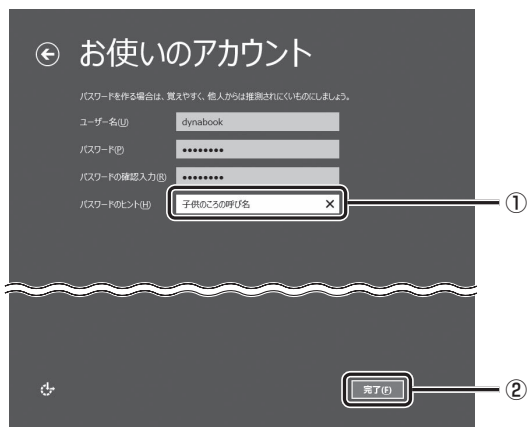 お使いのアカウント
パスワードを作る場合は、覚えやすく、他人からは推測されにくいものにしましょう。
ユーザー名(U) dynabook
パスワード(P) ••••••••
パスワードの確認入力(R) ••••••••
パスワードのヒント(H) 子供のころの呼び名 ①
完了(F) ②